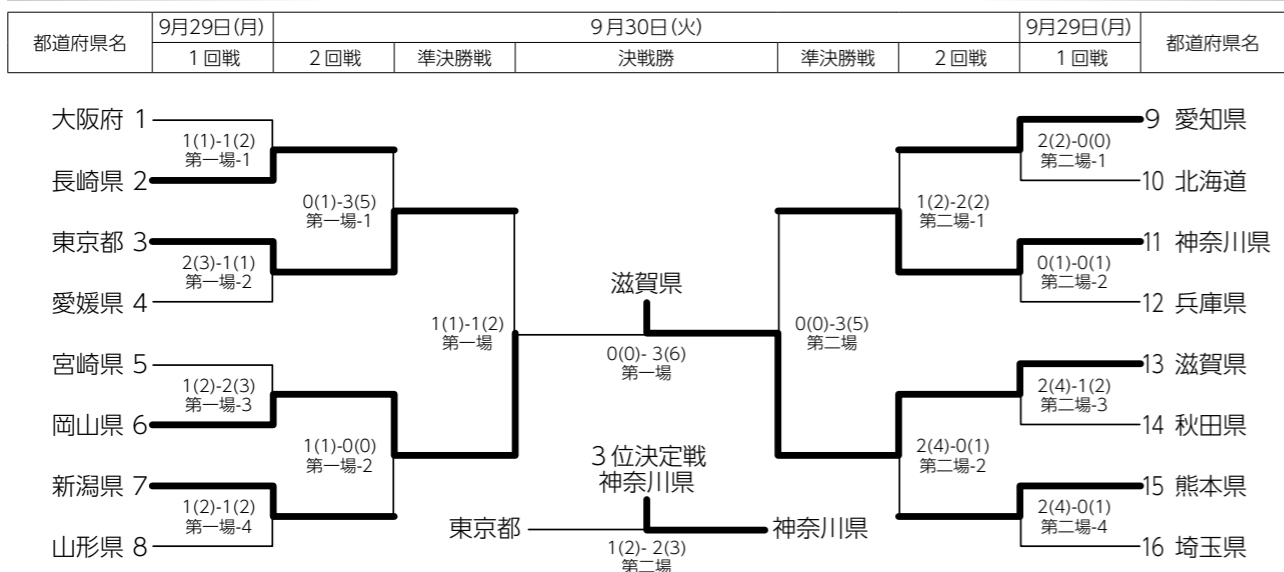 都道府県名 9月29日(月) 9月30日(火) 9月29日(月) 都道府県名
1回戦 2回戦 準決勝戦 決戦勝 準決勝戦 2回戦 1回戦
大阪府 1
1(1)-1(2)
第一場-1
長崎県 2
0(1)-3(5)
第一場-1
東京都 3
2(3)-1(1)
第一場-2
愛媛県 4
1(1)-1(2)
第一場
宮崎県 5
1(2)-2(3)
第一場-3
岡山県 6
1(1)-0(0)
第一場-2
新潟県 7
1(2)-1(2)
第一場-4
山形県 8
滋賀県
0(0)- 3(6)
第一場
3位決定戦
神奈川県
東京都 神奈川県
1(2)- 2(3)
第二場
9 愛知県
2(2)-0(0)
第二場-1
10 北海道
1(2)-2(2)
第二場-1
11 神奈川県
0(1)-0(1)
第二場-2
12 兵庫県
0(0)-3(5)
第二場
13 滋賀県
2(4)-1(2)
第二場-3
14 秋田県
2(4)-0(1)
第二場-2
15 熊本県
2(4)-0(1)
第二場-4
16 埼玉県